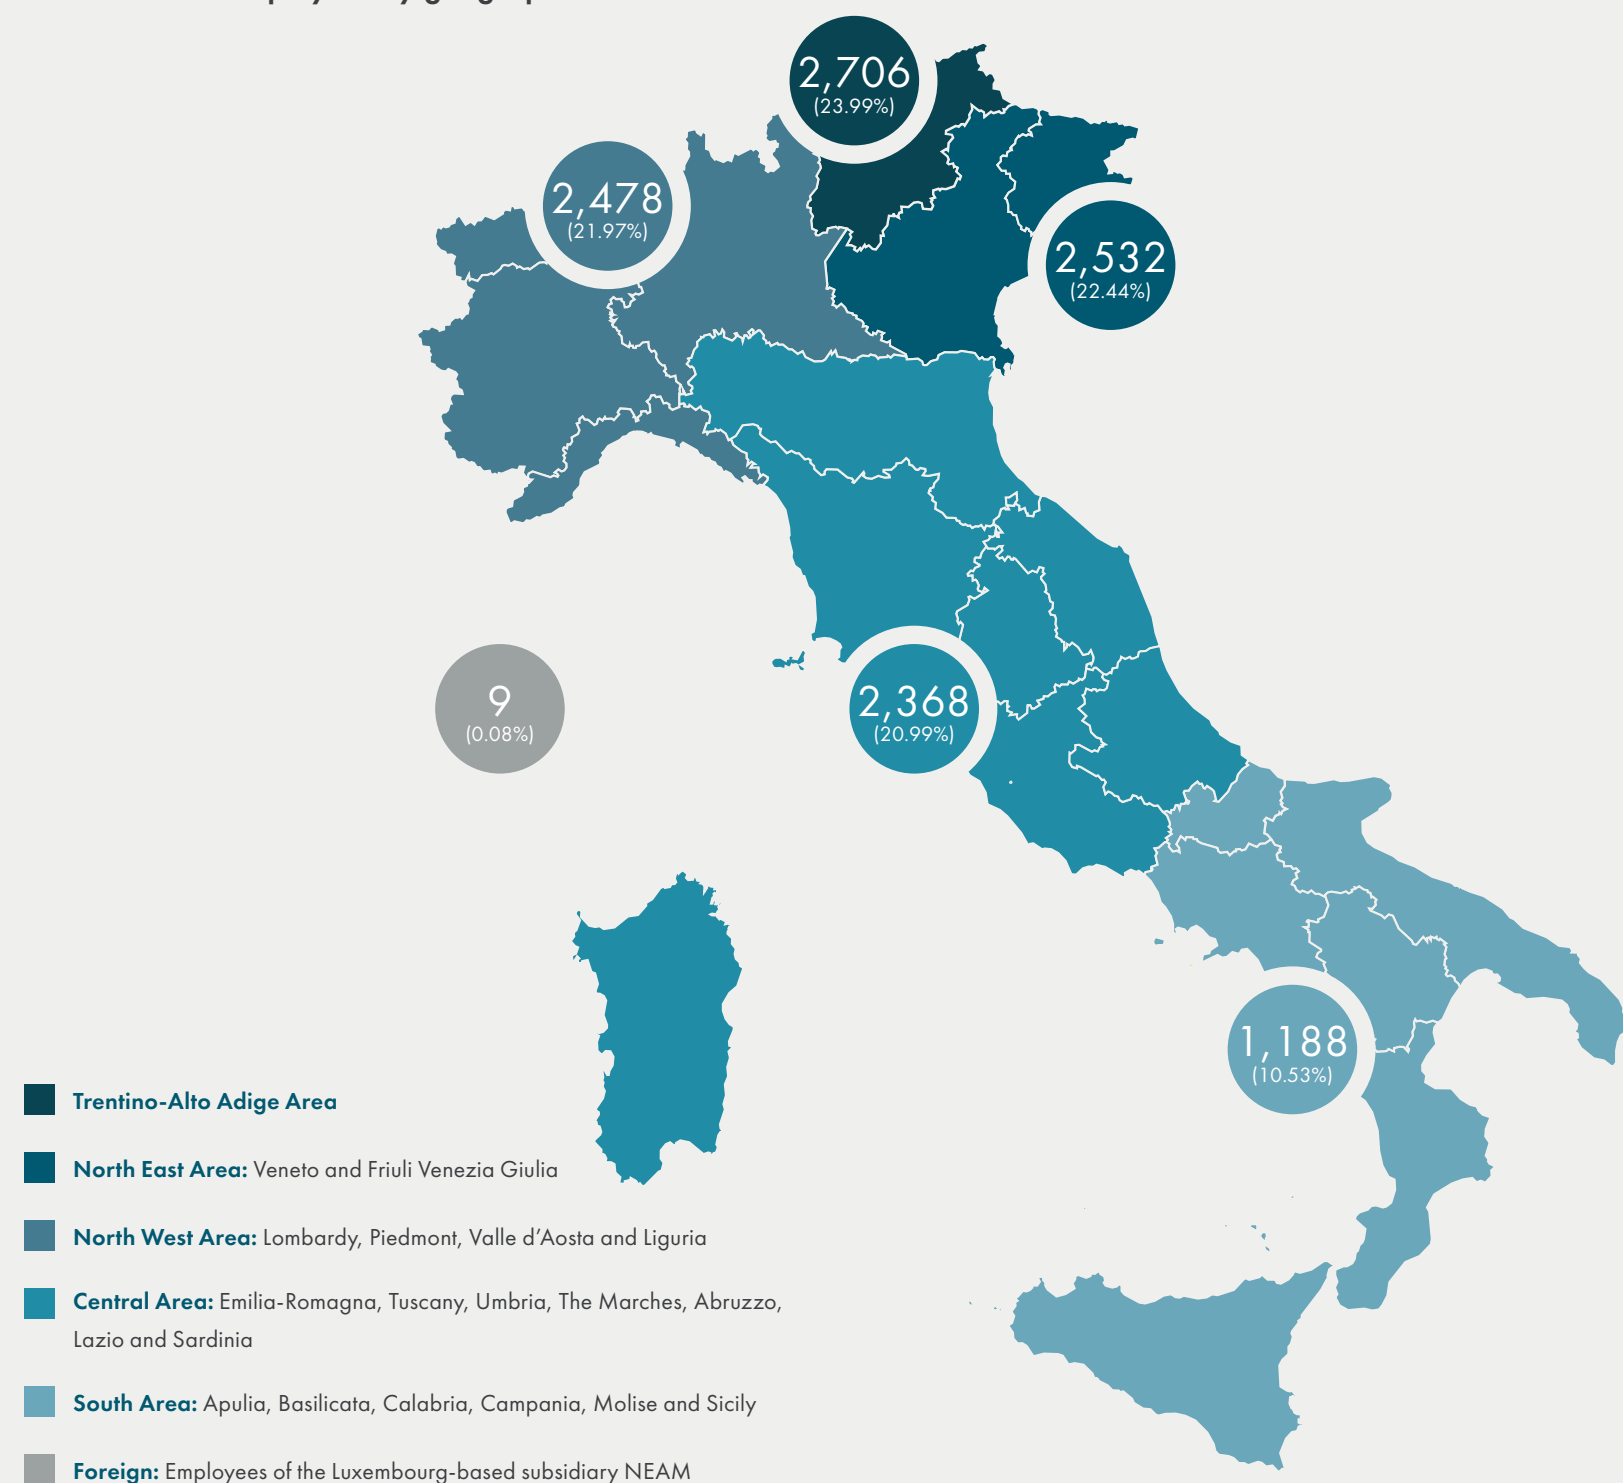 2,706
(23.99%)
2,478
(21.97%)
2,532
(22.44%)
9
(0.08%)
2,368
(20.99%)
1,188
(10.53%)
Trentino-Alto Adige Area
North East Area: Veneto and Friuli Venezia Giulia
North West Area: Lombardy, Piedmont, Valle d’Aosta and Liguria
Central Area: Emilia-Romagna, Tuscany, Umbria, The Marches, Abruzzo,
Lazio and Sardinia
South Area: Apulia, Basilicata, Calabria, Campania, Molise and Sicily
Foreign: Employees of the Luxembourg-based subsidiary NEAM